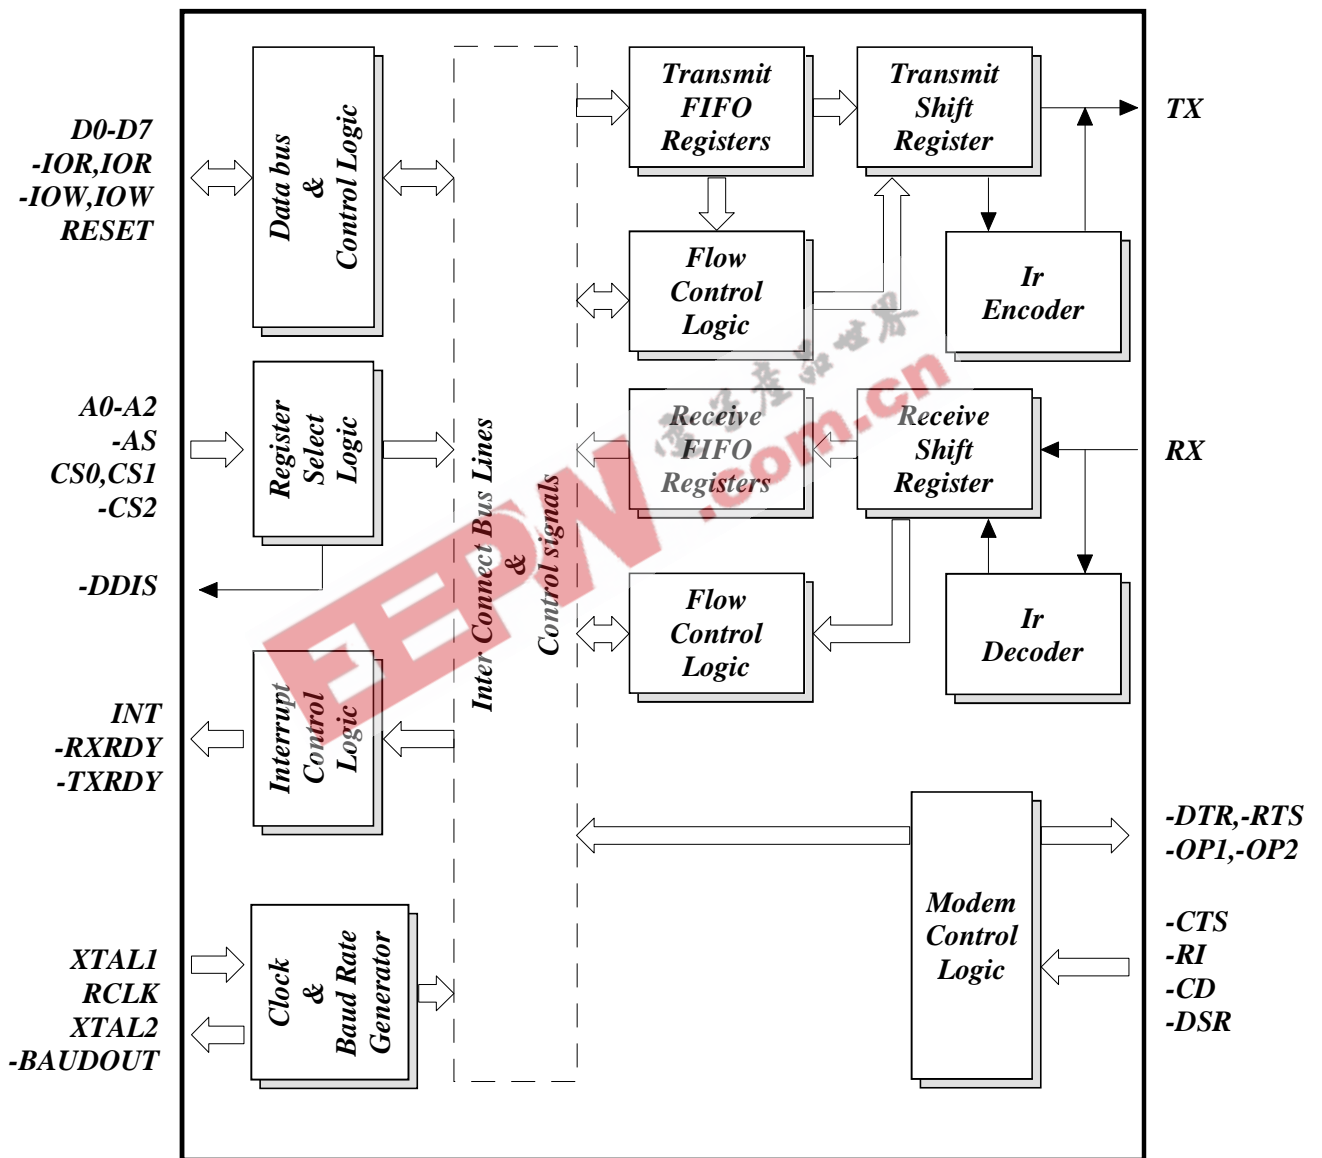 D0-D7
-IOR,IOR
-IOW,IOW
RESET
Data bus
&
Control Logic
A0-A2
-AS
CS0,CS1
-CS2
Register
Select
Logic
-DDIS
INT
-RXRDY
-TXRDY
Interrupt
Control
Logic
XTAL1
RCLK
XTAL2
-BAUDOUT
Clock
&
Baud Rate
Generator
Inter Connect Bus Lines
&
Control signals
Transmit
FIFO
Registers
Transmit
Shift
Register
TX
Flow
Control
Logic
Ir
Encoder
Receive
FIFO
Registers
Receive
Shift
Register
RX
Flow
Control
Logic
Ir
Decoder
Modem
Control
Logic
-DTR,-RTS
-OP1,-OP2
-CTS
-RI
-CD
-DSR
EEPW
.com.cn
產品世界